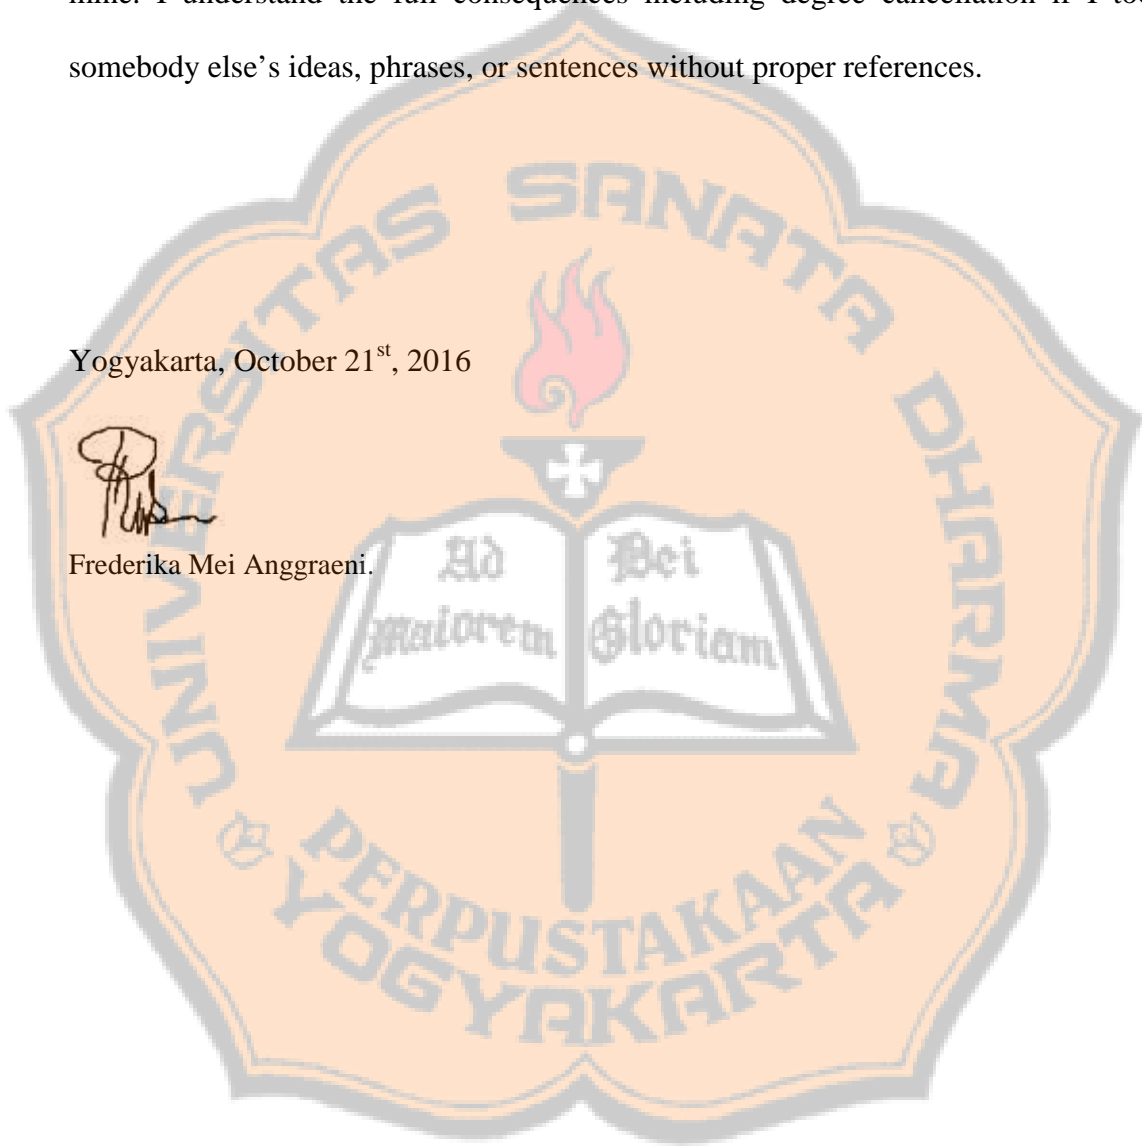 mine. I understand the full consequences including degree cancellation if I too
somebody else's ideas, phrases, or sentences without proper references.
UNIVERSITAS SANATA DHARMA
Yogyakarta, October 21st, 2016
Frederika Mei Anggraeni.
Ad Dei
Maiorem Gloriam
PERPUSTAKAAN
YOGYAKARTA